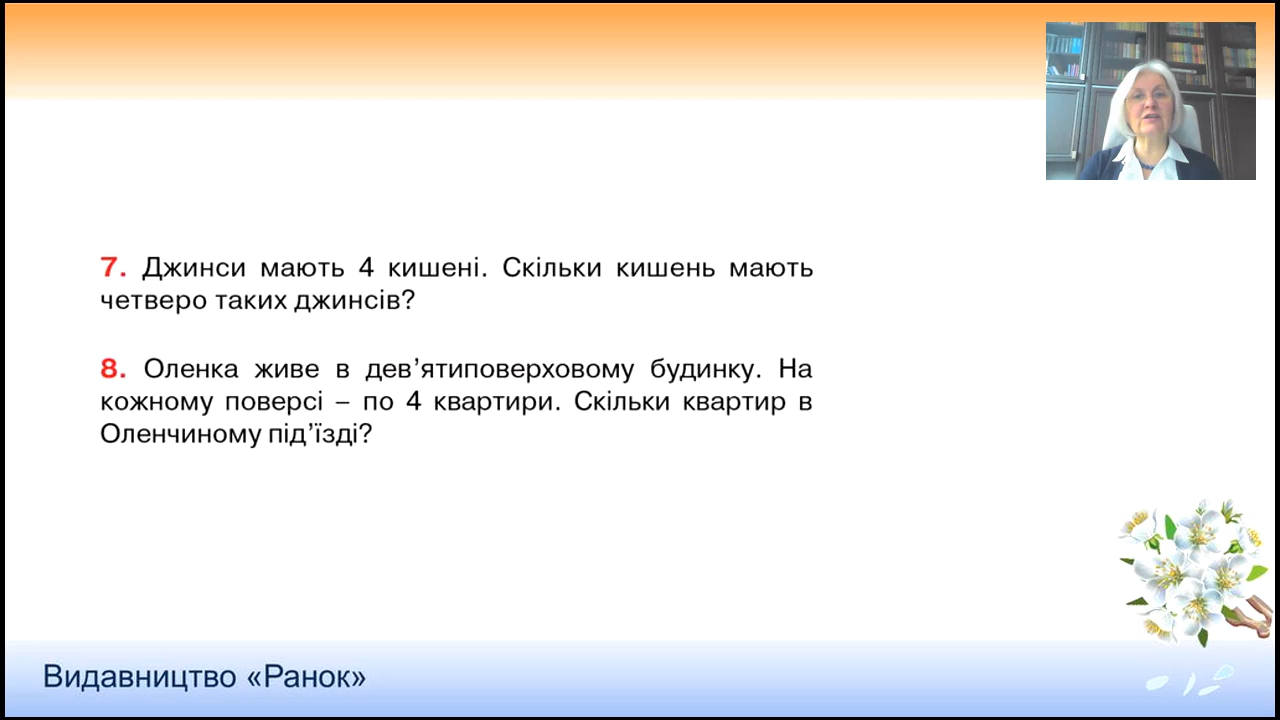 7. Джинси мають 4 кишені. Скільки кишень мають
четверо таких джинсів?
8. Оленка живе в дев’ятиповерховому будинку. На
кожному поверсі – по 4 квартири. Скільки квартир в
Оленчиному під’їзді?
Видавництво «Ранок»